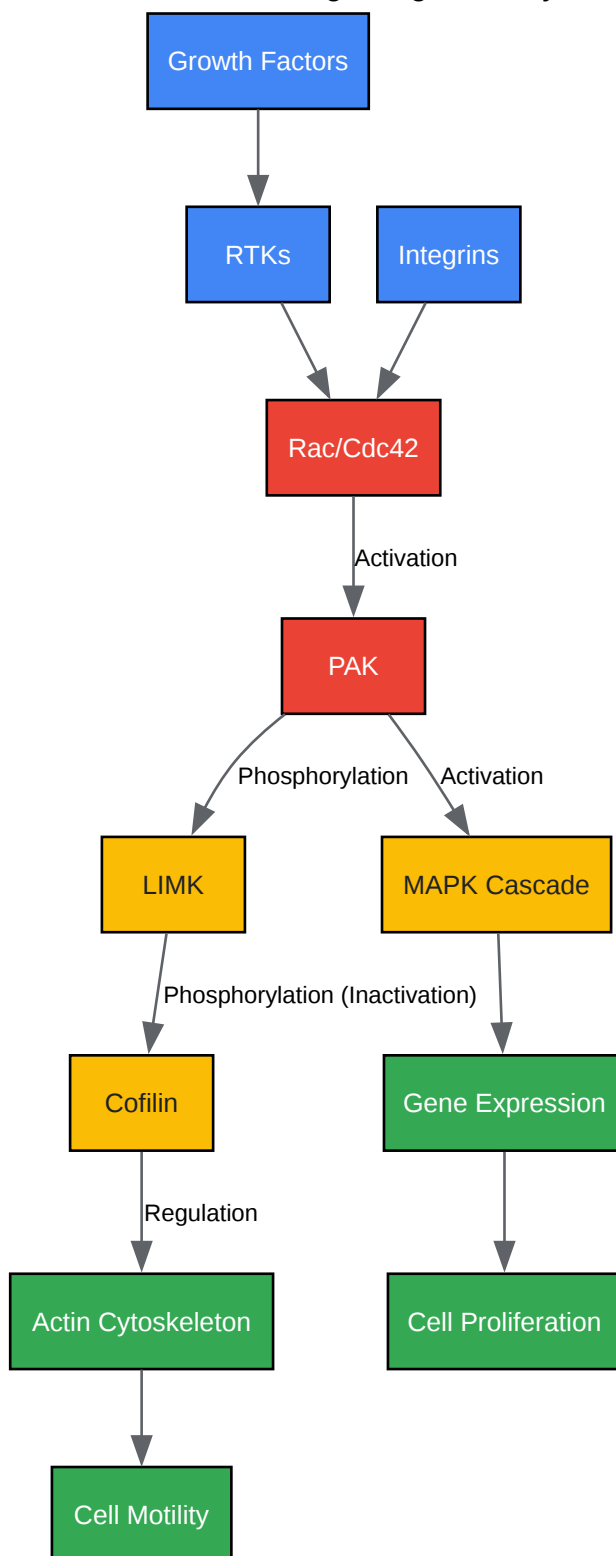 Growth Factors
RTKs
Integrins
Rac/Cdc42
Activation
PAK
Phosphorylation
Activation
LIMK
MAPK Cascade
Phosphorylation (Inactivation)
Cofilin
Gene Expression
Regulation
Actin Cytoskeleton
Cell Proliferation
Cell Motility